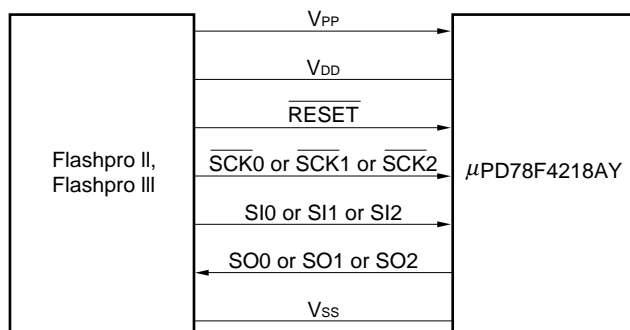 VPP
VDD
RESET
Flashpro II,
Flashpro III
SCK0 or SCK1 or SCK2
μPD78F4218AY
SI0 or SI1 or SI2
SO0 or SO1 or SO2
VSS